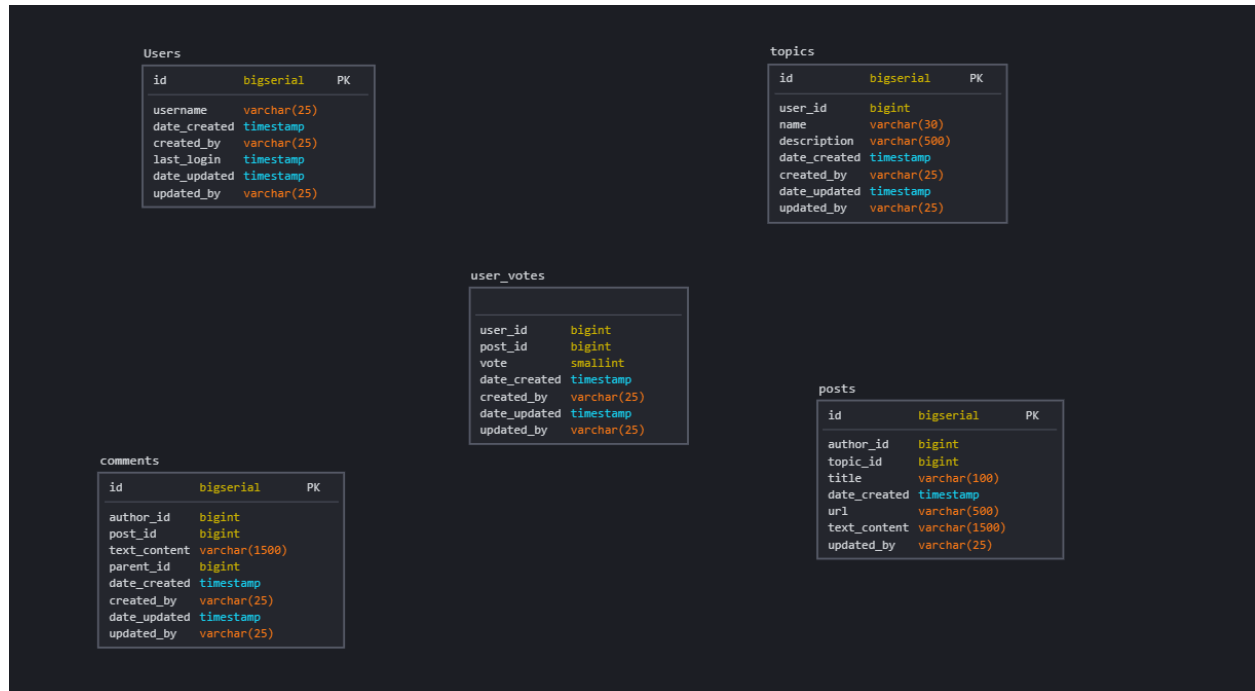 Users
id bigserial PK
username varchar(25)
date_created timestamp
created_by varchar(25)
last_login timestamp
date_updated timestamp
updated_by varchar(25)
topics
id bigserial PK
user_id bigint
name varchar(30)
description varchar(500)
date_created timestamp
created_by varchar(25)
date_updated timestamp
updated_by varchar(25)
user_votes
user_id bigint
post_id bigint
vote smallint
date_created timestamp
created_by varchar(25)
date_updated timestamp
updated_by varchar(25)
posts
id bigserial PK
author_id bigint
topic_id bigint
title varchar(100)
date_created timestamp
url varchar(500)
text_content varchar(1500)
updated_by varchar(25)
comments
id bigserial PK
author_id bigint
post_id bigint
text_content varchar(1500)
parent_id bigint
date_created timestamp
created_by varchar(25)
date_updated timestamp
updated_by varchar(25)